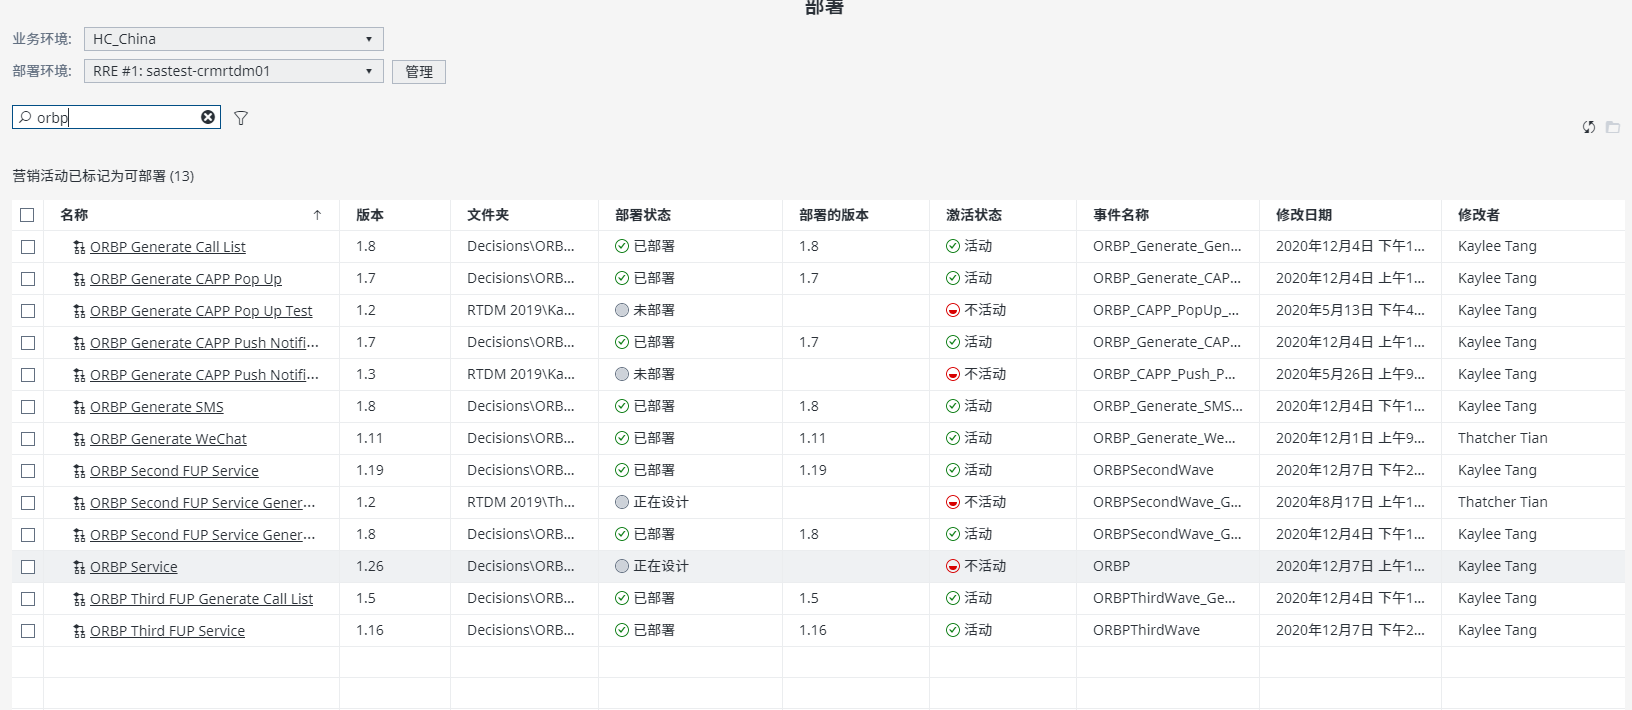 部署
业务环境: HC_China
部署环境: RRE #1: sastest-crmrtdm01 管理
orbp
营销活动已标记为可部署 (13)
名称 版本 文件夹 部署状态 部署的版本 激活状态 事件名称 修改日期 修改者
ORBP Generate Call List 1.8 Decisions\ORB... 已部署 1.8 活动 ORBP_Generate_Gen... 2020年12月4日 下午1... Kaylee Tang
ORBP Generate CAPP Pop Up 1.7 Decisions\ORB... 已部署 1.7 活动 ORBP_Generate_CAP... 2020年12月4日 上午1... Kaylee Tang
ORBP Generate CAPP Pop Up Test 1.2 RTDM 2019\Ka... 未部署 不活动 ORBP_CAPP_PopUp_... 2020年5月13日 下午4... Kaylee Tang
ORBP Generate CAPP Push Notifi... 1.7 Decisions\ORB... 已部署 1.7 活动 ORBP_Generate_CAP... 2020年12月4日 上午1... Kaylee Tang
ORBP Generate CAPP Push Notifi... 1.3 RTDM 2019\Ka... 未部署 不活动 ORBP_CAPP_Push_P... 2020年5月26日 上午9... Kaylee Tang
ORBP Generate SMS 1.8 Decisions\ORB... 已部署 1.8 活动 ORBP_Generate_SMS... 2020年12月4日 下午1... Kaylee Tang
ORBP Generate WeChat 1.11 Decisions\ORB... 已部署 1.11 活动 ORBP_Generate_We... 2020年12月1日 上午9... Thatcher Tian
ORBP Second FUP Service 1.19 Decisions\ORB... 已部署 1.19 活动 ORBPSecondWave 2020年12月7日 下午2... Kaylee Tang
ORBP Second FUP Service Gener... 1.2 RTDM 2019\Th... 正在设计 不活动 ORBPSecondWave_G... 2020年8月17日 上午1... Thatcher Tian
ORBP Second FUP Service Gener... 1.8 Decisions\ORB... 已部署 1.8 活动 ORBPSecondWave_G... 2020年12月4日 下午1... Kaylee Tang
ORBP Service 1.26 Decisions\ORB... 正在设计 不活动 ORBP 2020年12月7日 上午1... Kaylee Tang
ORBP Third FUP Generate Call List 1.5 Decisions\ORB... 已部署 1.5 活动 ORBPThirdWave_Ge... 2020年12月4日 下午1... Kaylee Tang
ORBP Third FUP Service 1.16 Decisions\ORB... 已部署 1.16 活动 ORBPThirdWave 2020年12月7日 下午2... Kaylee Tang